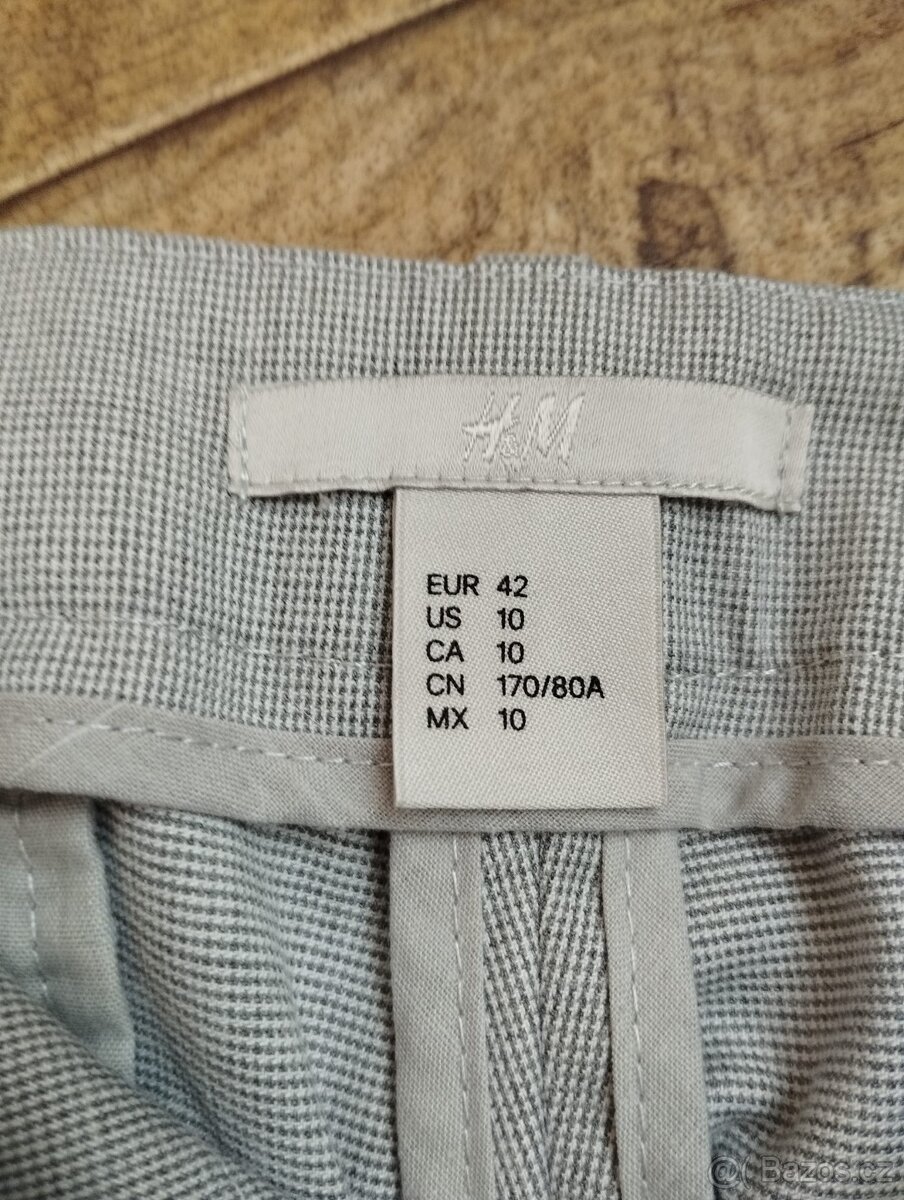 H&M
EUR 42
US 10
CA 10
CN 170/80A
MX 10
Bazos.cz